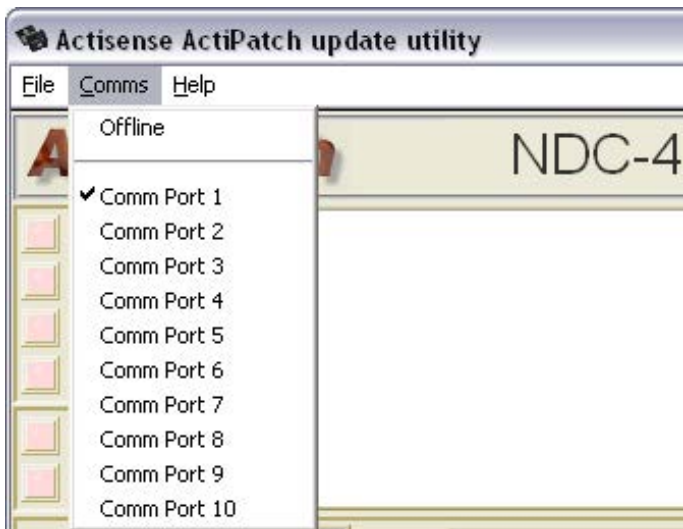 Actisense ActiPatch update utility
File Comms Help
Offline
NDC-4
Comm Port 1
Comm Port 2
Comm Port 3
Comm Port 4
Comm Port 5
Comm Port 6
Comm Port 7
Comm Port 8
Comm Port 9
Comm Port 10